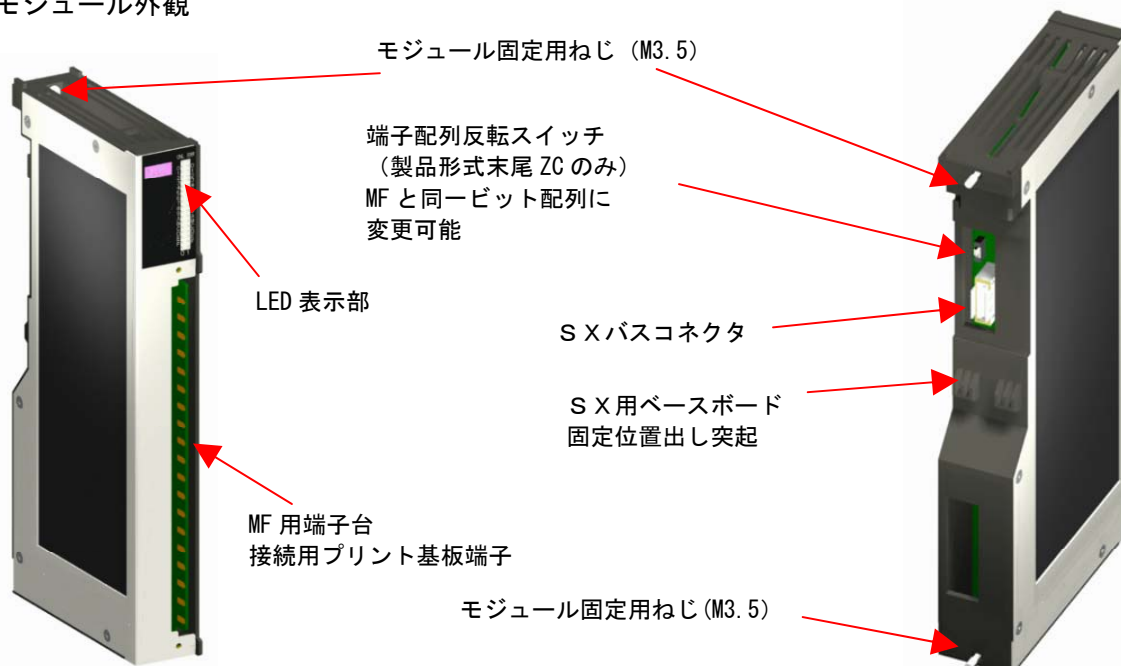 モジュール外観
モジュール固定用ねじ（M3.5）
端子配列反転スイッチ
（製品形式末尾 ZC のみ）
MF と同一ビット配列に
変更可能
LED 表示部
ＳＸバスコネクタ
ＳＸ用ベースボード
固定位置出し突起
MF 用端子台
接続用プリント基板端子
モジュール固定用ねじ(M3.5）